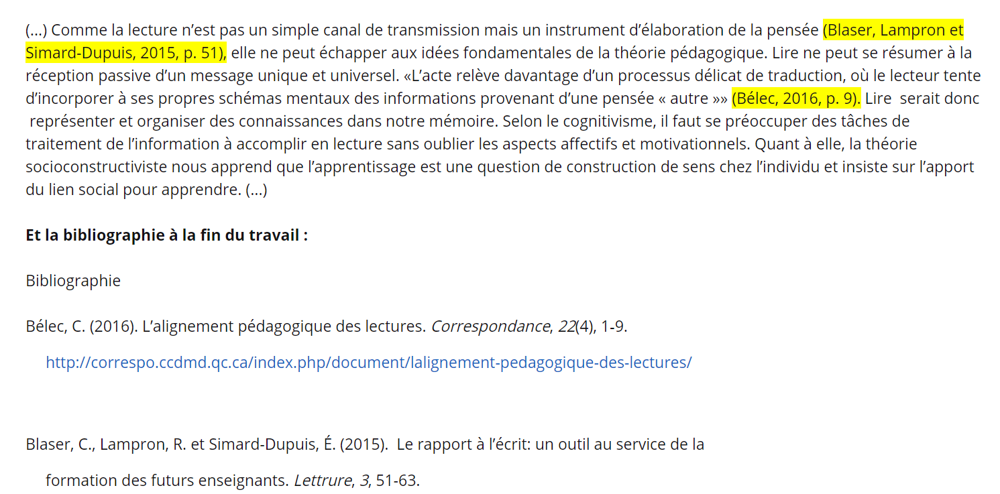 (...) Comme la lecture n’est pas un simple canal de transmission mais un instrument d’élaboration de la pensée (Blaser, Lampron et
Simard-Dupuis, 2015, p. 51), elle ne peut échapper aux idées fondamentales de la théorie pédagogique. Lire ne peut se résumer à la
réception passive d’un message unique et universel. «L’acte relève davantage d’un processus délicat de traduction, où le lecteur tente
d’incorporer à ses propres schémas mentaux des informations provenant d’une pensée « autre »» (Bélec, 2016, p. 9). Lire  serait donc
représenter et organiser des connaissances dans notre mémoire. Selon le cognitivisme, il faut se préoccuper des tâches de
traitement de l’information à accomplir en lecture sans oublier les aspects affectifs et motivationnels. Quant à elle, la théorie
socioconstructiviste nous apprend que l’apprentissage est une question de construction de sens chez l’individu et insiste sur l’apport
du lien social pour apprendre. (...)
Et la bibliographie à la fin du travail :
Bibliographie
Bélec, C. (2016). L’alignement pédagogique des lectures. Correspondance, 22(4), 1-9.
http://correspo.ccdmd.qc.ca/index.php/document/lalignement-pedagogique-des-lectures/
Blaser, C., Lampron, R. et Simard-Dupuis, É. (2015).  Le rapport à l’écrit: un outil au service de la
formation des futurs enseignants. Lettrure, 3, 51-63.